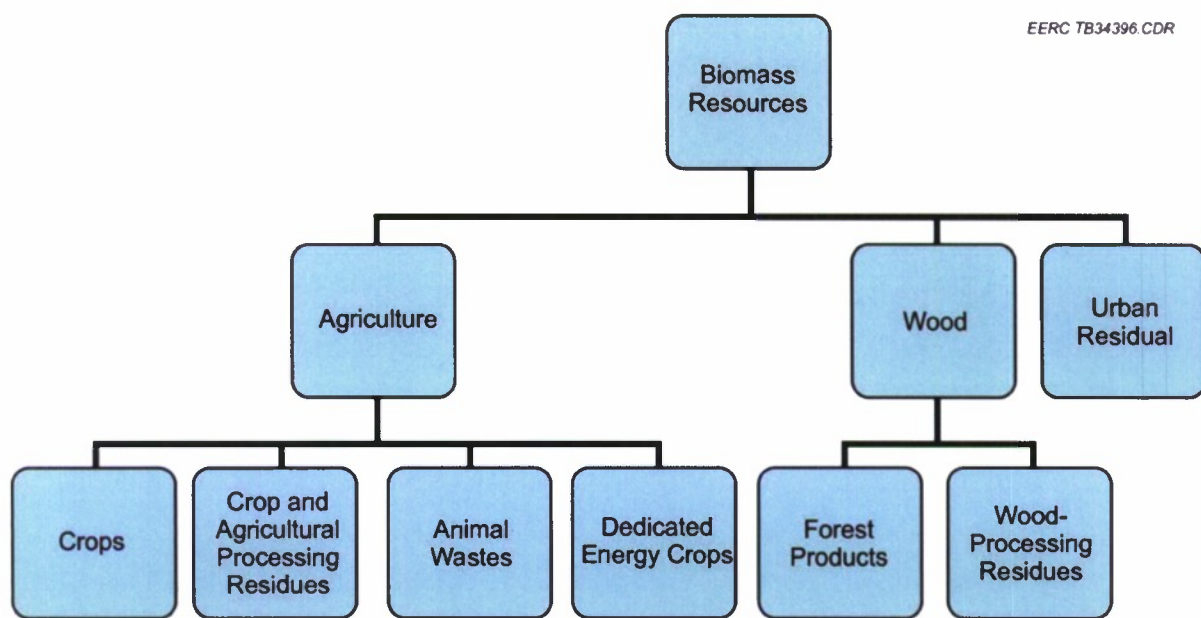 EERC TB34396.CDR
Biomass
Resources
Agriculture
Wood
Urban
Residual
Crops
Crop and
Agricultural
Processing
Residues
Animal
Wastes
Dedicated
Energy Crops
Forest
Products
Wood-
Processing
Residues